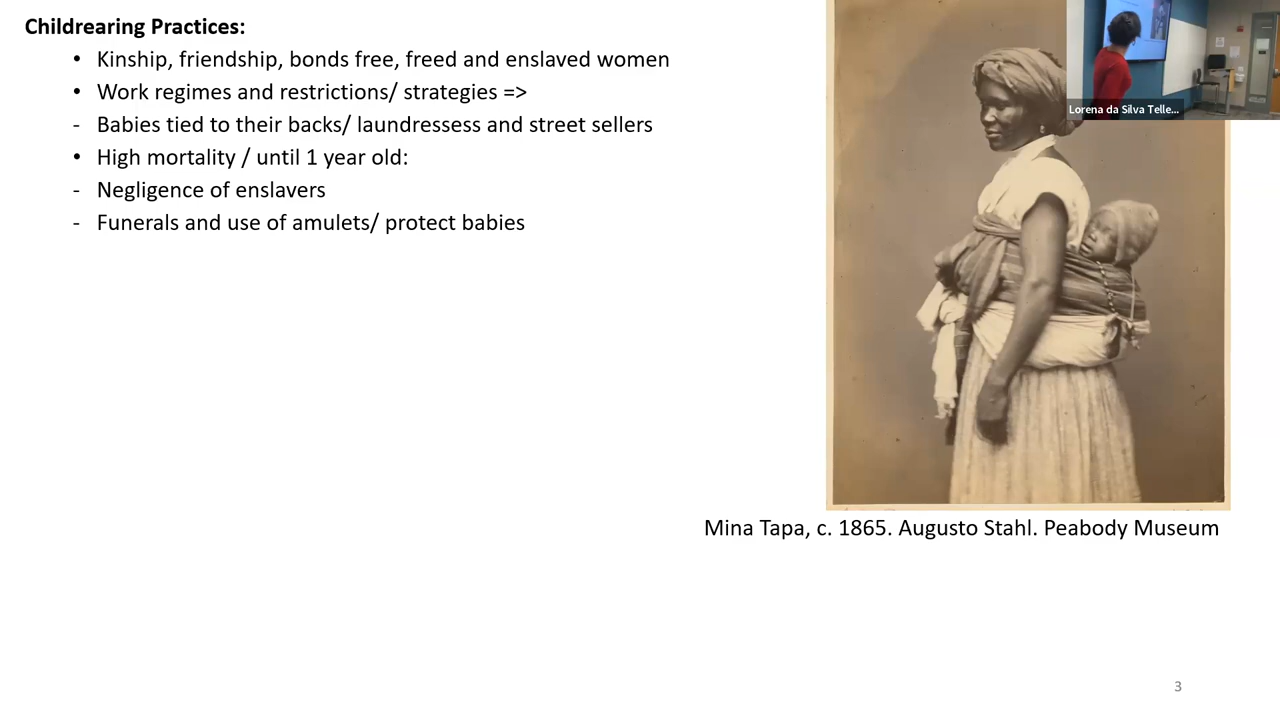 Childrearing Practices:
• Kinship, friendship, bonds free, freed and enslaved women
• Work regimes and restrictions/ strategies =>
- Babies tied to their backs/ laundressess and street sellers
• High mortality / until 1 year old:
- Negligence of enslavers
- Funerals and use of amulets/ protect babies
Lorena da Silva Telle...
Mina Tapa, c. 1865. Augusto Stahl. Peabody Museum
3